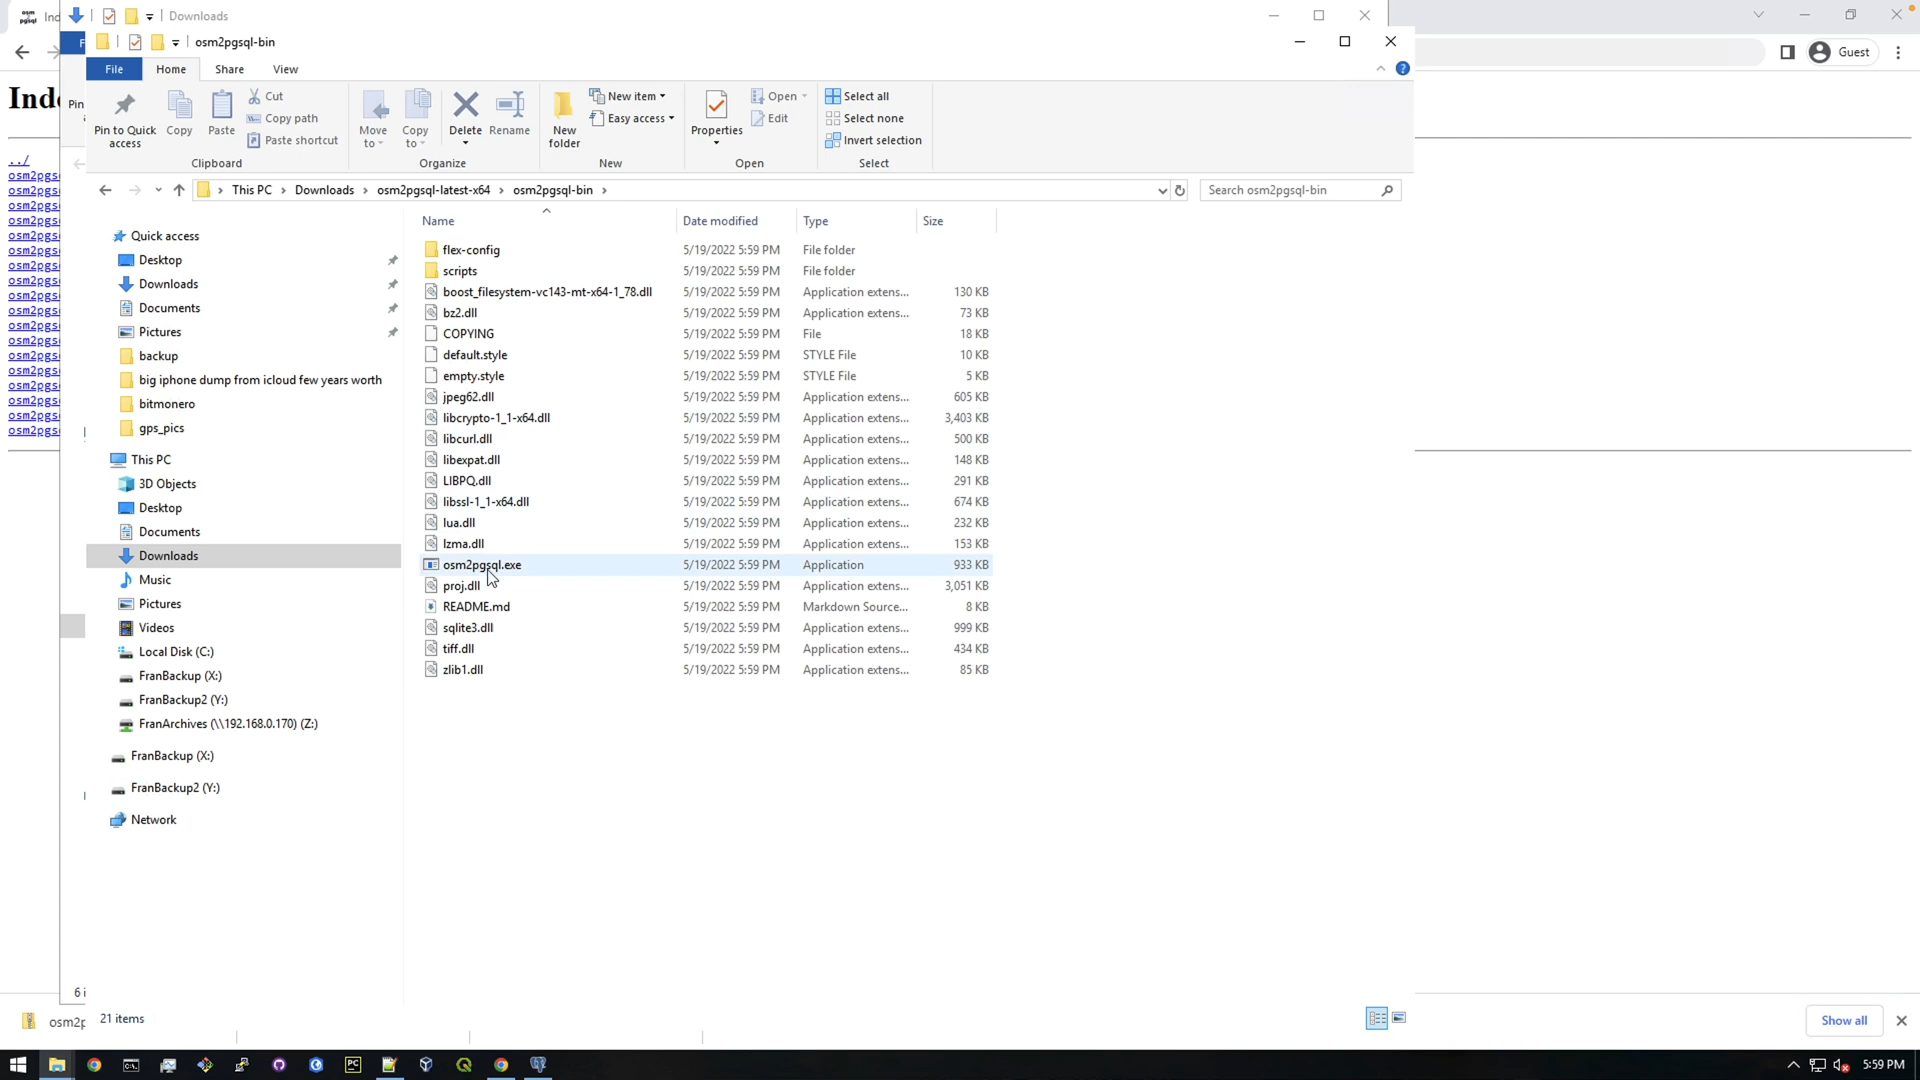 Downloads
osm2pgsql-bin
Guest
File
Home
Share
View
Pin to Quick access
Copy
Paste
Cut
Copy path
Paste shortcut
Clipboard
Move to
Copy to
Delete
Rename
Organize
New folder
New item
Easy access
New
Properties
Open
Edit
Open
Select all
Select none
Invert selection
Select
This PC > Downloads > osm2pgsql-latest-x64 > osm2pgsql-bin >
Search osm2pgsql-bin
../
Quick access
Desktop
Downloads
Documents
Pictures
backup
big iphone dump from icloud few years worth
bitmonero
gps_pics
This PC
3D Objects
Desktop
Documents
Downloads
Music
Pictures
Videos
Local Disk (C:)
FranBackup (X:)
FranBackup2 (Y:)
FranArchives (\\192.168.0.170) (Z:)
FranBackup (X:)
FranBackup2 (Y:)
Network
Name Date modified Type Size
flex-config 5/19/2022 5:59 PM File folder
scripts 5/19/2022 5:59 PM File folder
boost_filesystem-vc143-mt-x64-1_78.dll 5/19/2022 5:59 PM Application extens... 130 KB
bz2.dll 5/19/2022 5:59 PM Application extens... 73 KB
COPYING 5/19/2022 5:59 PM File 18 KB
default.style 5/19/2022 5:59 PM STYLE File 10 KB
empty.style 5/19/2022 5:59 PM STYLE File 5 KB
jpeg62.dll 5/19/2022 5:59 PM Application extens... 605 KB
libcrypto-1_1-x64.dll 5/19/2022 5:59 PM Application extens... 3,403 KB
libcurl.dll 5/19/2022 5:59 PM Application extens... 500 KB
libexpat.dll 5/19/2022 5:59 PM Application extens... 148 KB
LIBPQ.dll 5/19/2022 5:59 PM Application extens... 291 KB
libssl-1_1-x64.dll 5/19/2022 5:59 PM Application extens... 674 KB
lua.dll 5/19/2022 5:59 PM Application extens... 232 KB
lzma.dll 5/19/2022 5:59 PM Application extens... 153 KB
osm2pgsql.exe 5/19/2022 5:59 PM Application 933 KB
proj.dll 5/19/2022 5:59 PM Application extens... 3,051 KB
README.md 5/19/2022 5:59 PM Markdown Source... 8 KB
sqlite3.dll 5/19/2022 5:59 PM Application extens... 999 KB
tiff.dll 5/19/2022 5:59 PM Application extens... 434 KB
zlib1.dll 5/19/2022 5:59 PM Application extens... 85 KB
21 items
Show all
5:59 PM